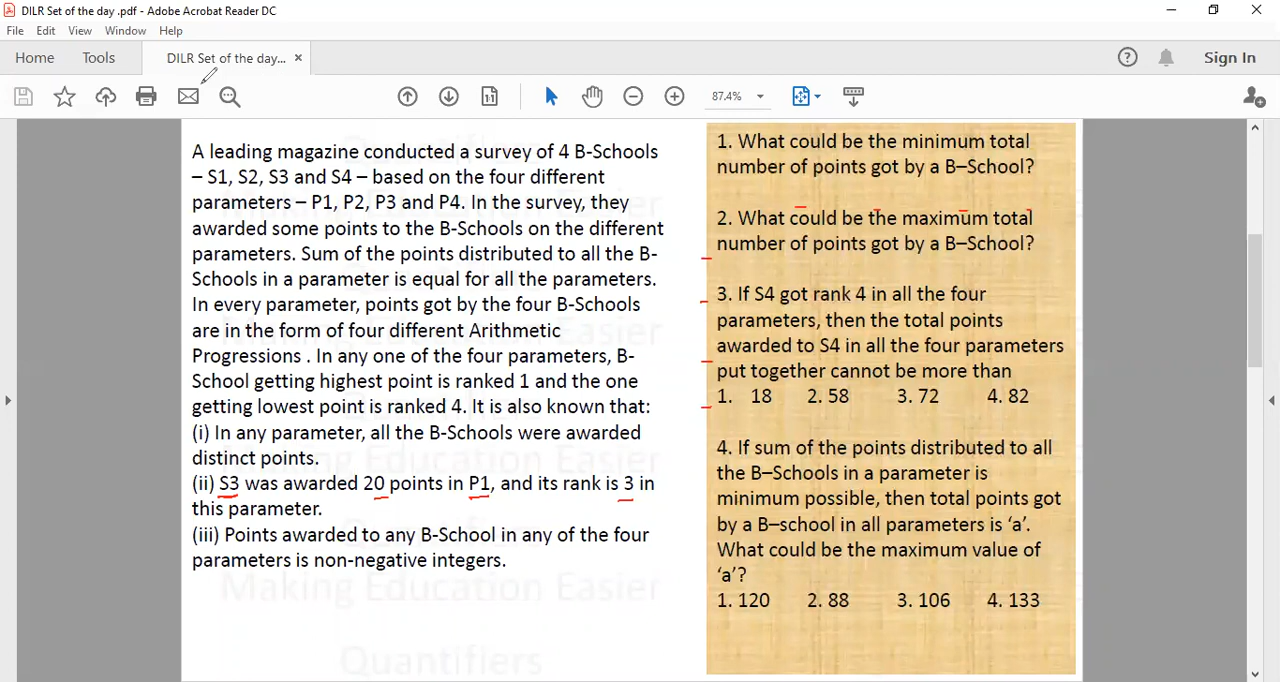 DILR Set of the day .pdf - Adobe Acrobat Reader DC
File Edit View Window Help
Home Tools DILR Set of the day... × Sign In
87.4%
A leading magazine conducted a survey of 4 B-Schools
– S1, S2, S3 and S4 – based on the four different
parameters – P1, P2, P3 and P4. In the survey, they
awarded some points to the B-Schools on the different
parameters. Sum of the points distributed to all the B-
Schools in a parameter is equal for all the parameters.
In every parameter, points got by the four B-Schools
are in the form of four different Arithmetic
Progressions . In any one of the four parameters, B-
School getting highest point is ranked 1 and the one
getting lowest point is ranked 4. It is also known that:
(i) In any parameter, all the B-Schools were awarded
distinct points.
(ii) S3 was awarded 20 points in P1, and its rank is 3 in
this parameter.
(iii) Points awarded to any B-School in any of the four
parameters is non-negative integers.
Quantifiers
Making Education Easier
Quantifiers
1. What could be the minimum total
number of points got by a B–School?
2. What could be the maximum total
number of points got by a B–School?
3. If S4 got rank 4 in all the four
parameters, then the total points
awarded to S4 in all the four parameters
put together cannot be more than
1. 18 2. 58 3. 72 4. 82
4. If sum of the points distributed to all
the B–Schools in a parameter is
minimum possible, then total points got
by a B–school in all parameters is ‘a’.
What could be the maximum value of
‘a’?
1. 120 2. 88 3. 106 4. 133